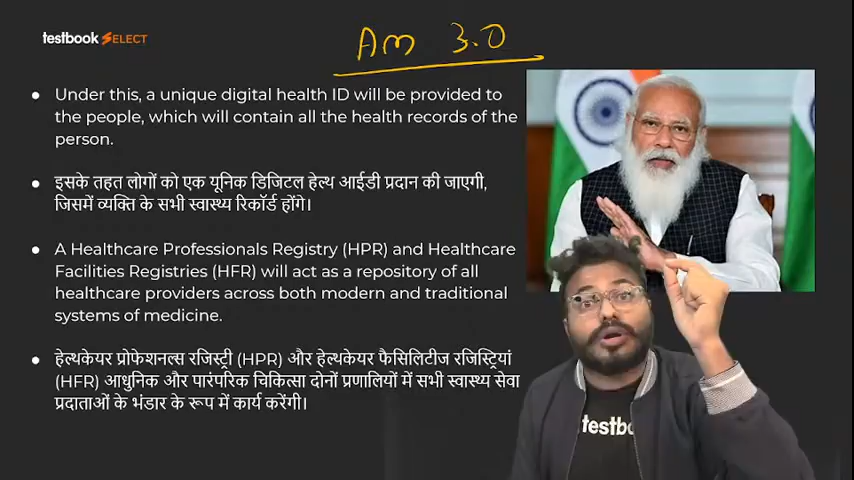 testbook SELECT
Am 3.0
Under this, a unique digital health ID will be provided to
the people, which will contain all the health records of the
person.
इसके तहत लोगों को एक यूनिक डिजिटल हेल्थ आईडी प्रदान की जाएगी,
जिसमें व्यक्ति के सभी स्वास्थ्य रिकॉर्ड होंगे।
A Healthcare Professionals Registry (HPR) and Healthcare
Facilities Registries (HFR) will act as a repository of all
healthcare providers across both modern and traditional
systems of medicine.
हेल्थकेयर प्रोफेशनल्स रजिस्ट्री (HPR) और हेल्थकेयर फैसिलिटीज रजिस्ट्रियां
(HFR) आधुनिक और पारंपरिक चिकित्सा दोनों प्रणालियों में सभी स्वास्थ्य सेवा
प्रदाताओं के भंडार के रूप में कार्य करेंगी।
testbo